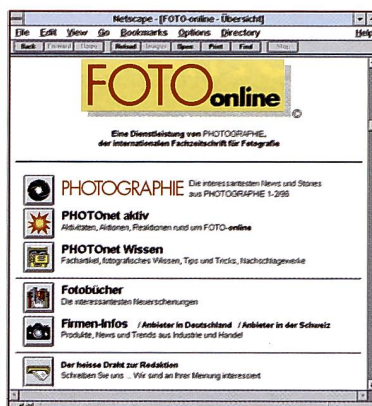 Netscape - [FOTO-online - Übersicht]
File Edit View Go Bookmarks Options Directory Help
Back Forward Home Reload Images Open Print Find Stop
FOTO online ©
Eine Dienstleistung von PHOTOGRAPHIE,
der internationalen Fachzeitschrift für Fotografie
PHOTOGRAPHIE Die interessantesten News und Stories
aus PHOTOGRAPHIE 1-2/96
PHOTOnet aktiv
Aktivitäten, Aktionen, Reaktionen rund um FOTO-online
PHOTOnet Wissen
Fachartikel, fotografisches Wissen, Tips und Tricks, Nachschlagewerke
Fotobücher
Die interessantesten Neuerscheinungen
Firmen-Infos / Anbieter in Deutschland / Anbieter in der Schweiz
Produkte, News und Trends aus Industrie und Handel
Der heisse Draht zur Redaktion
Schreiben Sie uns ... Wir sind an Ihrer Meinung interessiert